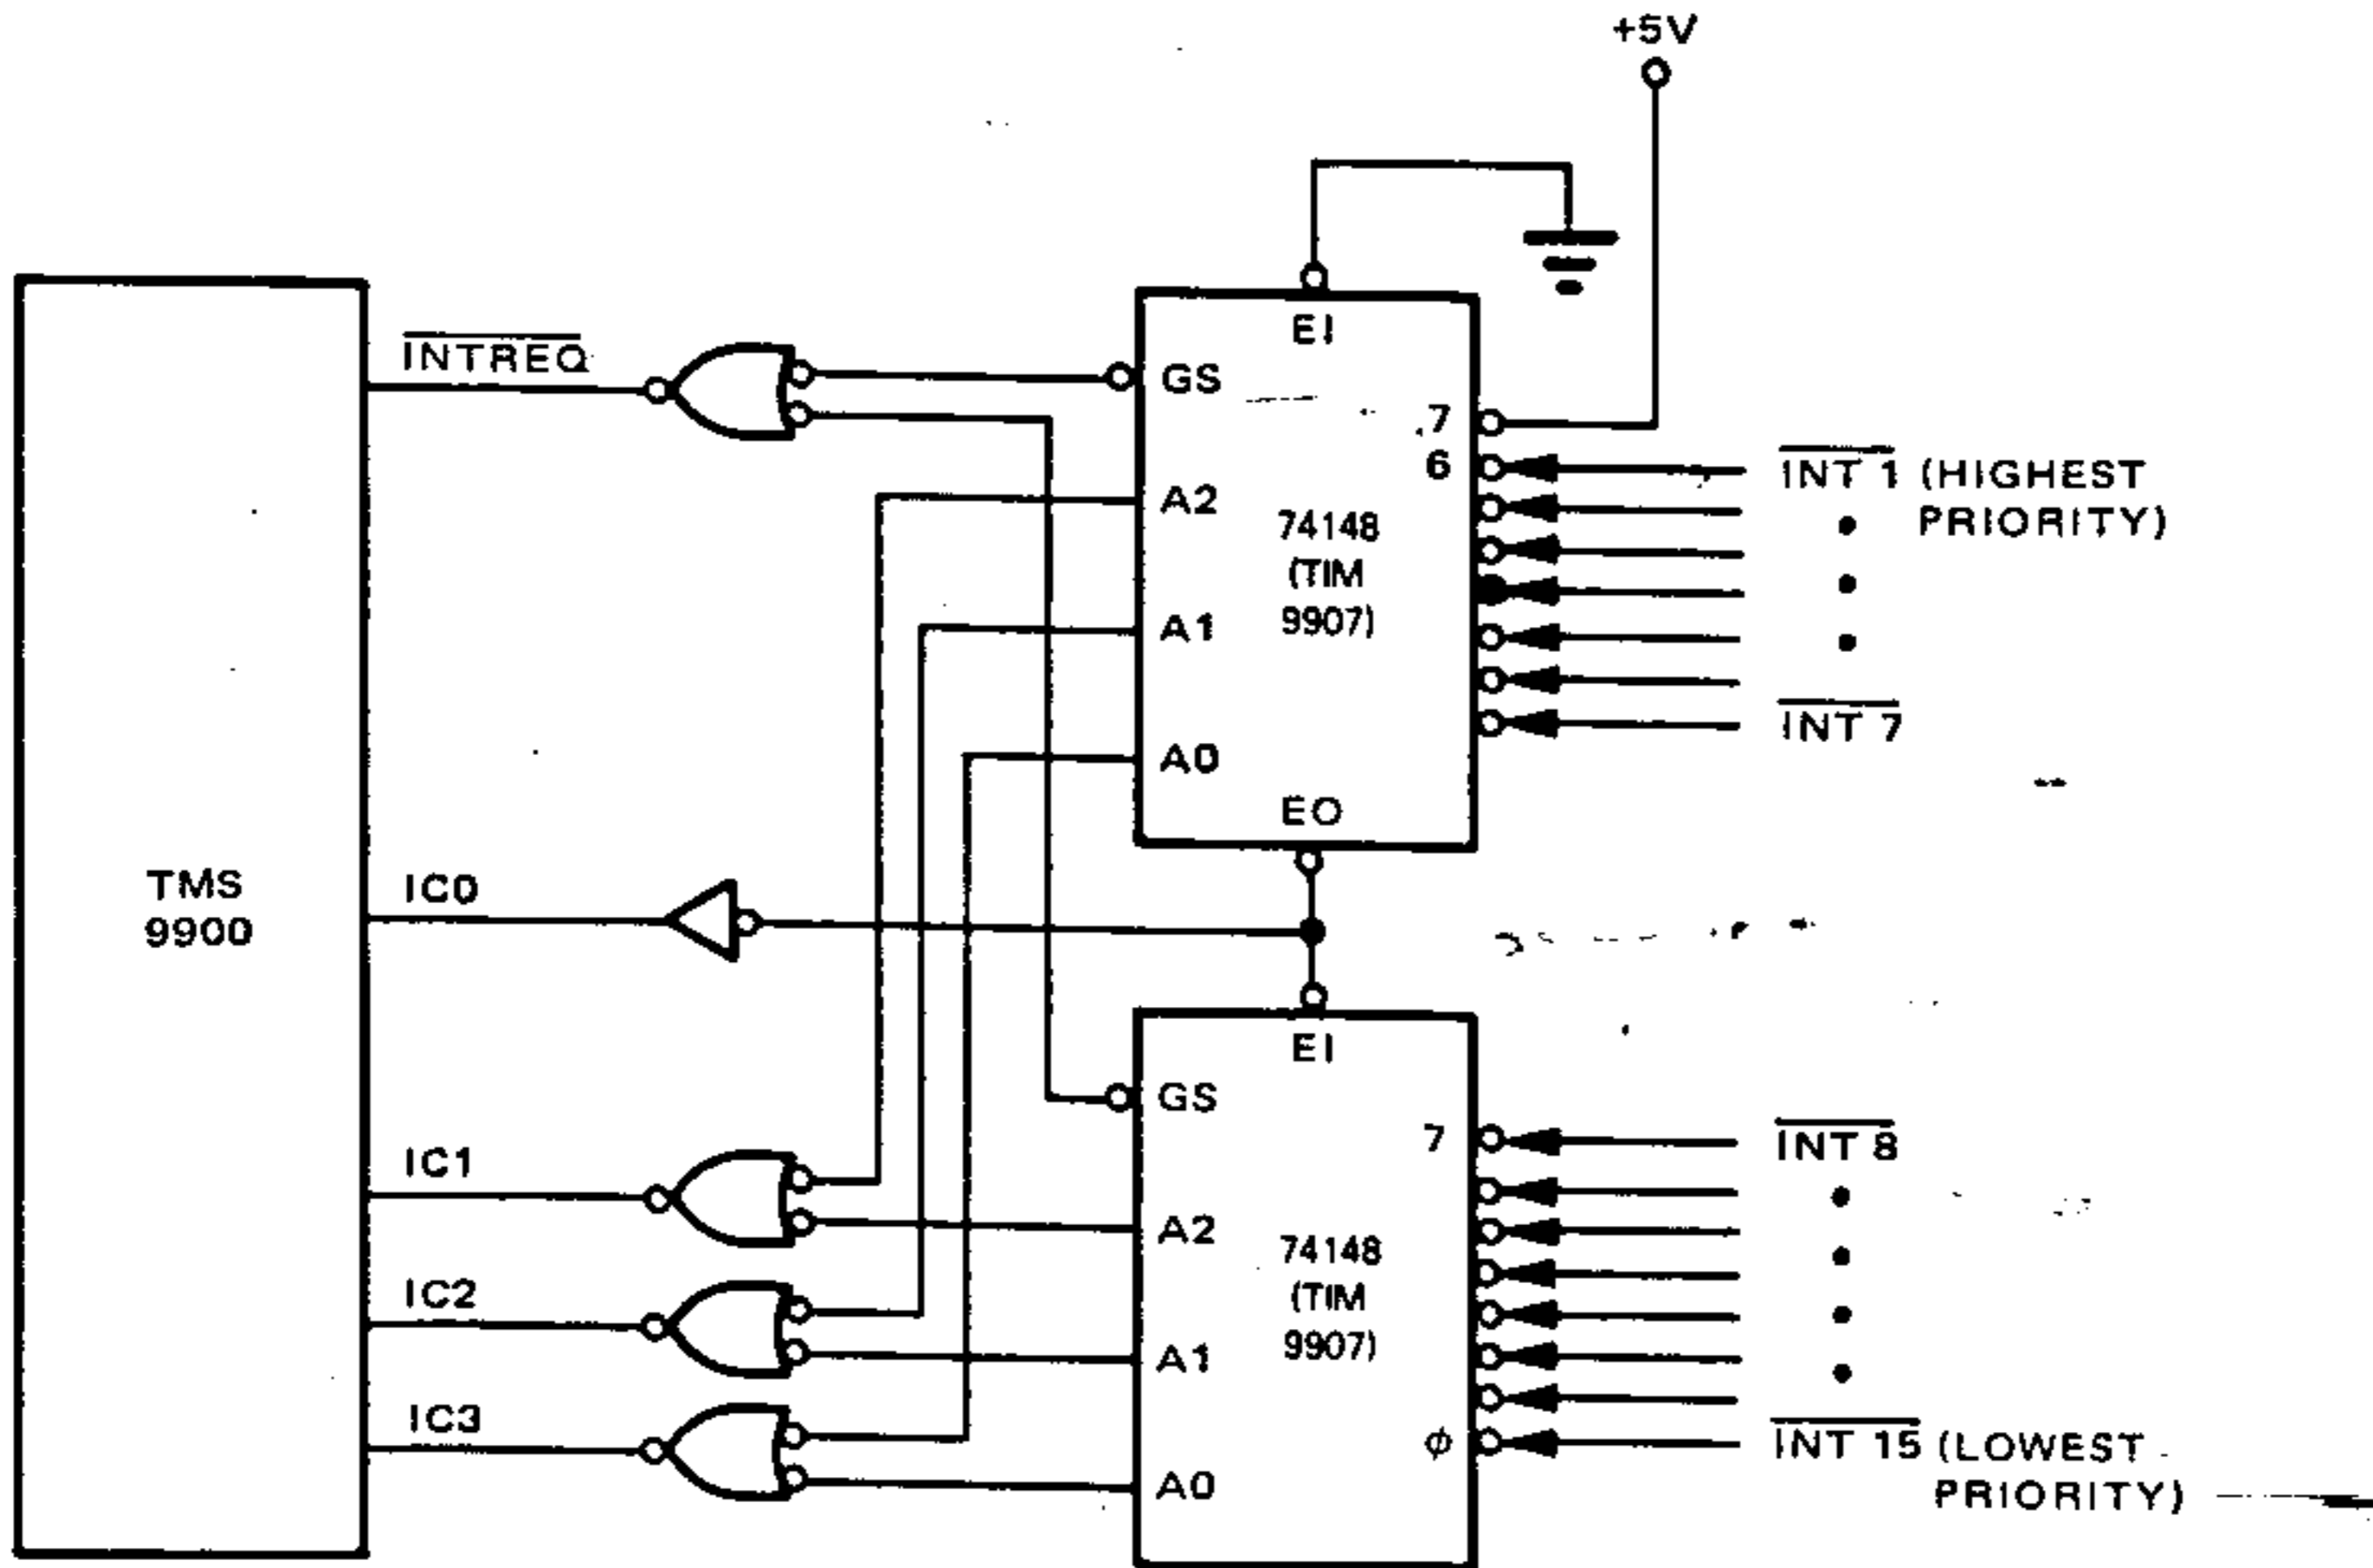 +5V
INTREQ
EI
GS
7
6
INT 1 (HIGHEST
PRIORITY)
A2
74148
(TIM
9907)
A1
INT 7
A0
EO
TMS
9900
IC0
EI
GS
7
INT 8
IC1
A2
74148
(TIM
9907)
IC2
A1
IC3
ϕ
INT 15 (LOWEST
PRIORITY)
A0